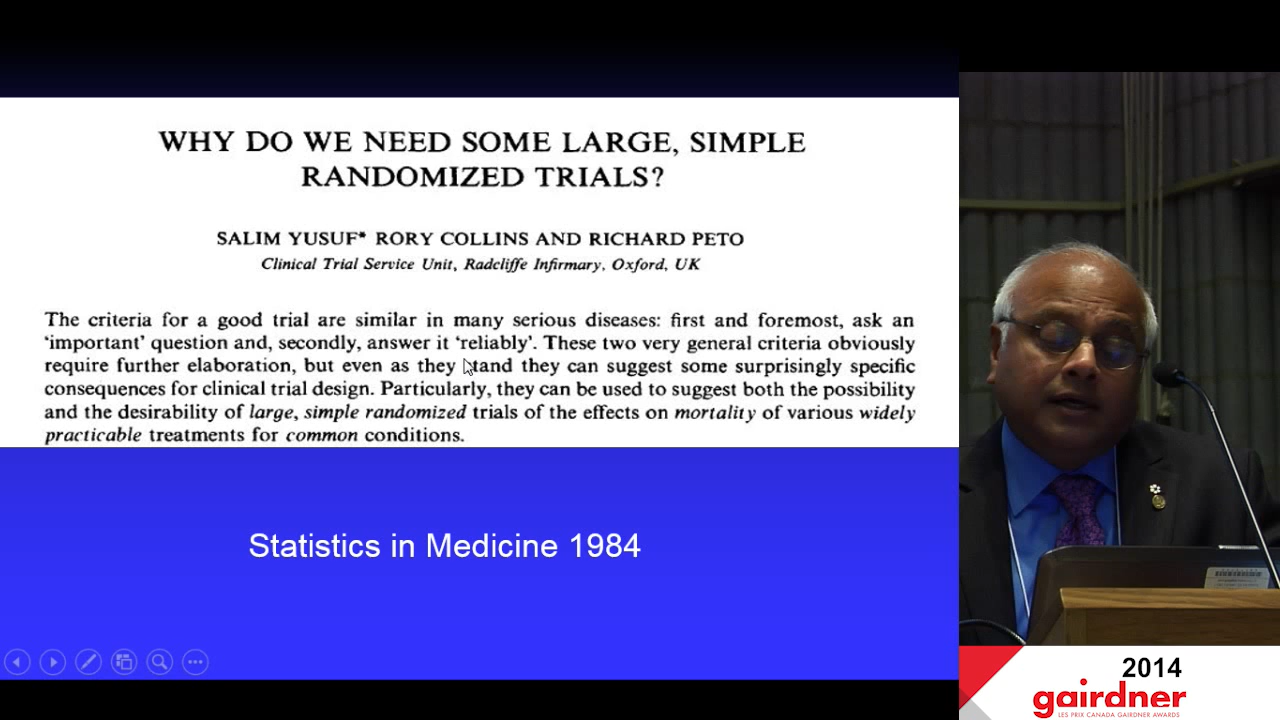 WHY DO WE NEED SOME LARGE, SIMPLE
RANDOMIZED TRIALS?
SALIM YUSUF* RORY COLLINS AND RICHARD PETO
Clinical Trial Service Unit, Radcliffe Infirmary, Oxford, UK
The criteria for a good trial are similar in many serious diseases: first and foremost, ask an
‘important’ question and, secondly, answer it ‘reliably’. These two very general criteria obviously
require further elaboration, but even as they stand they can suggest some surprisingly specific
consequences for clinical trial design. Particularly, they can be used to suggest both the possibility
and the desirability of large, simple randomized trials of the effects on mortality of various widely
practicable treatments for common conditions.
Statistics in Medicine 1984
2014
gairdner
LES PRIX CANADA GAIRDNER AWARDS